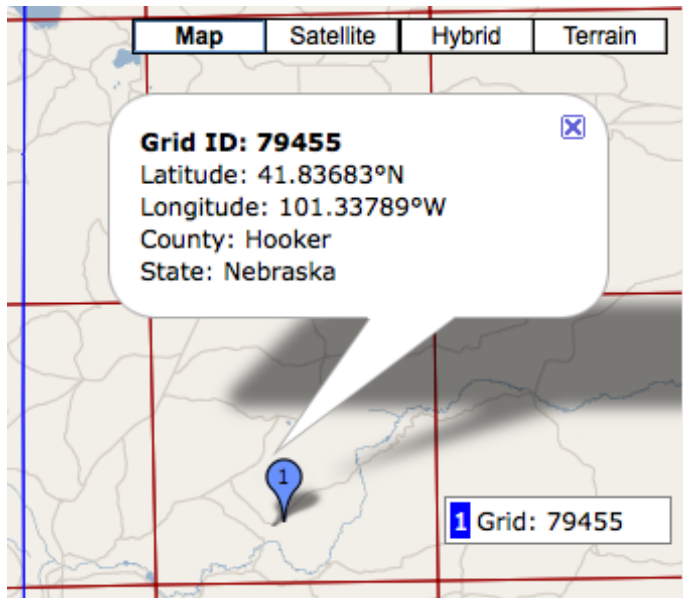 Map Satellite Hybrid Terrain
Grid ID: 79455
Latitude: 41.83683°N
Longitude: 101.33789°W
County: Hooker
State: Nebraska
1
1 Grid: 79455